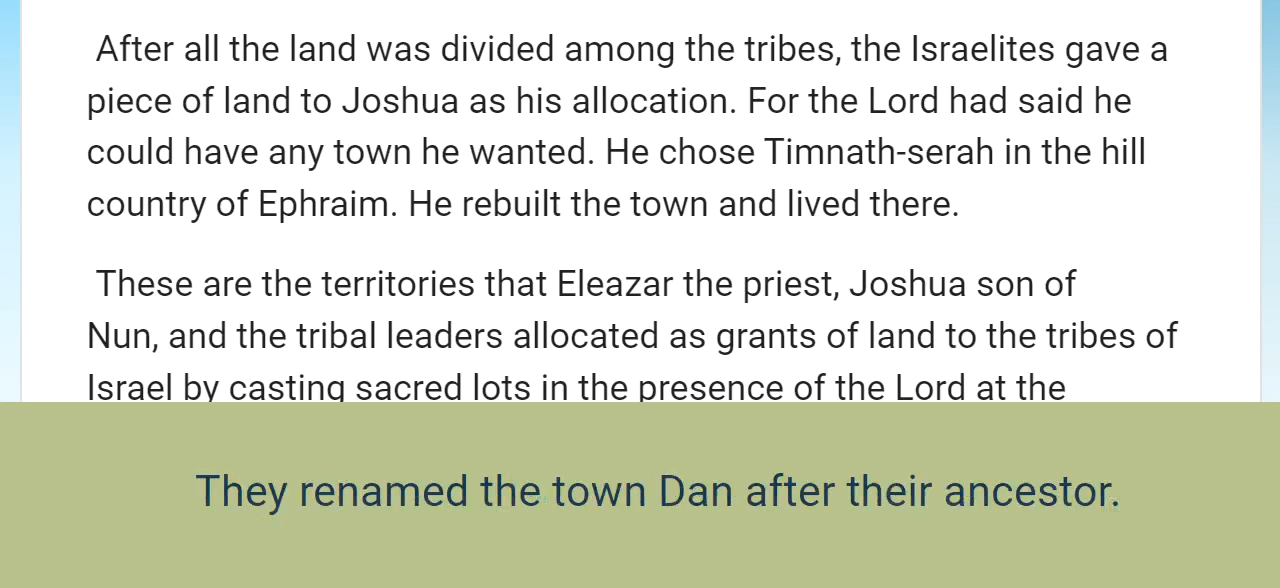 After all the land was divided among the tribes, the Israelites gave a
piece of land to Joshua as his allocation. For the Lord had said he
could have any town he wanted. He chose Timnath-serah in the hill
country of Ephraim. He rebuilt the town and lived there.
These are the territories that Eleazar the priest, Joshua son of
Nun, and the tribal leaders allocated as grants of land to the tribes of
Israel by casting sacred lots in the presence of the Lord at the
They renamed the town Dan after their ancestor.